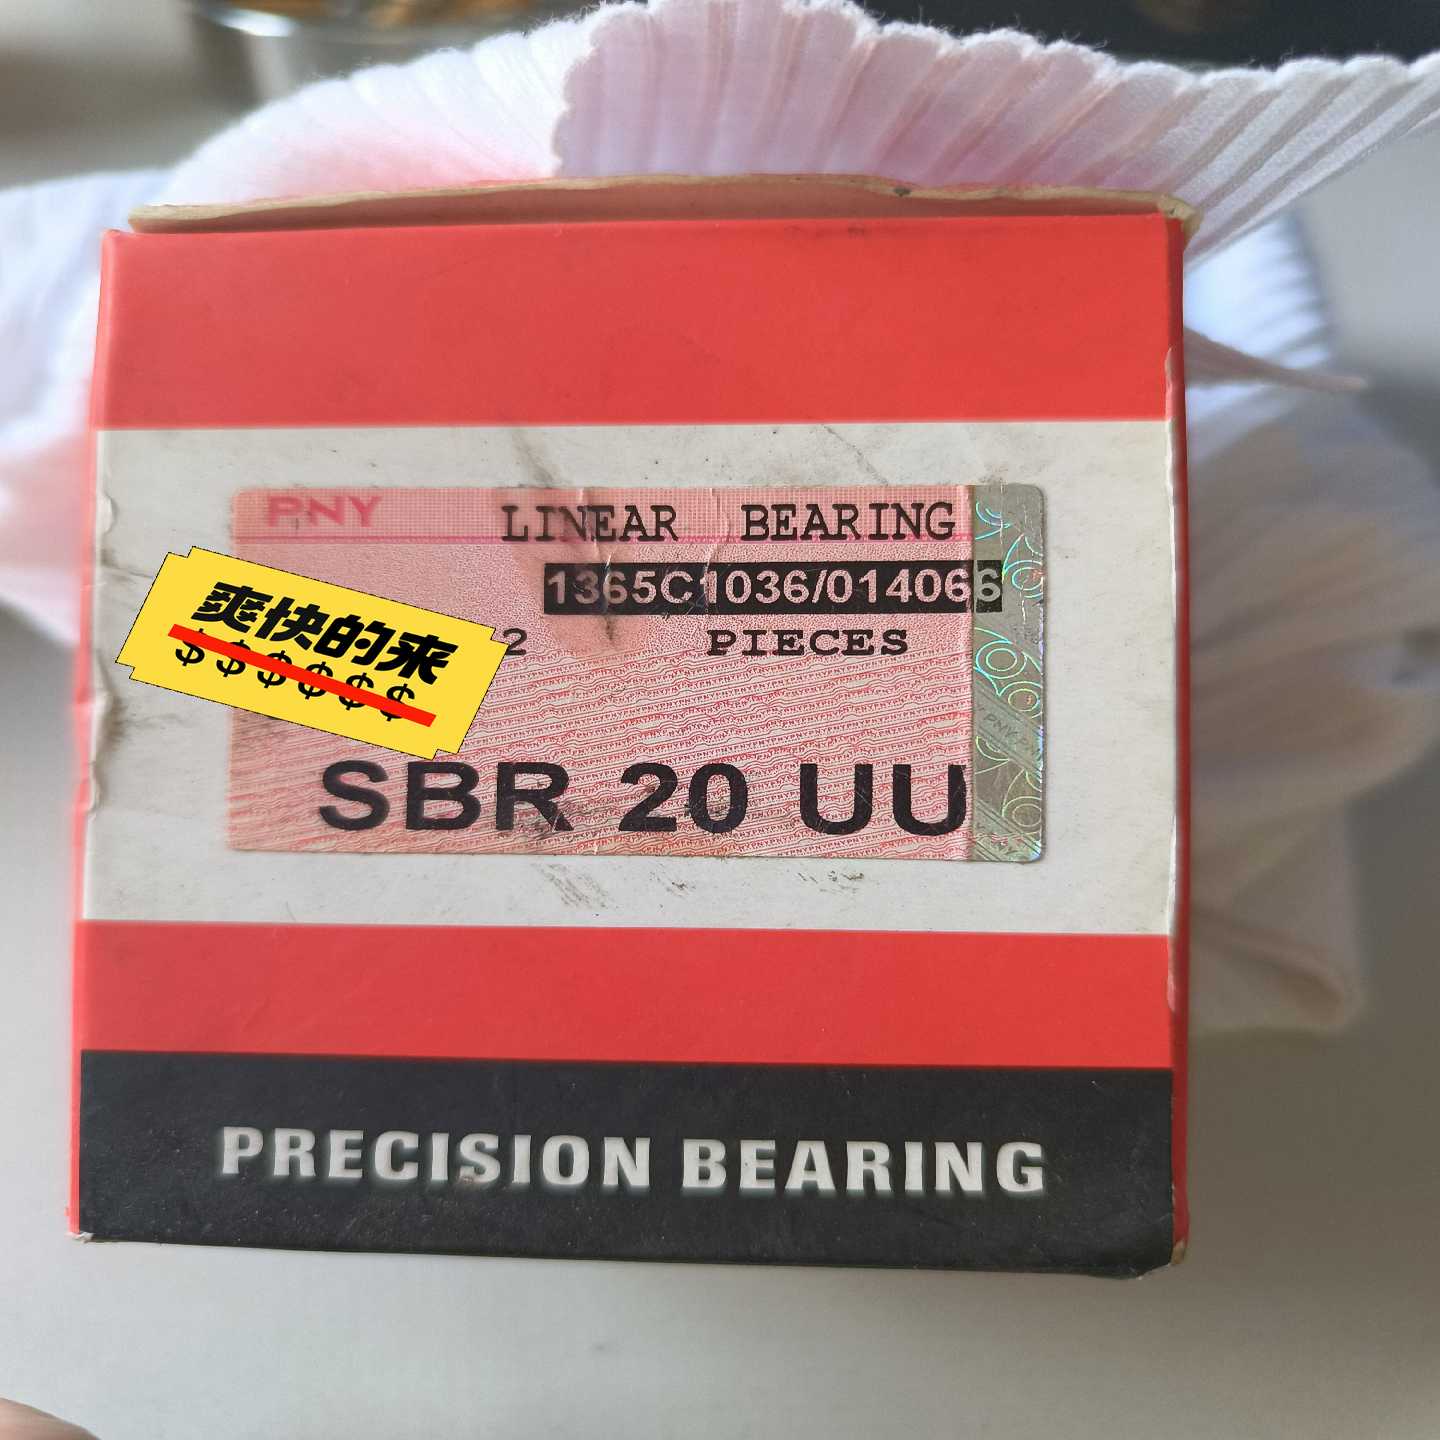 PNY
LINEAR BEARING
1365C1036/014066
2 PIECES
爽快的来
$$$$$$
SBR 20 UU
PRECISION BEARING